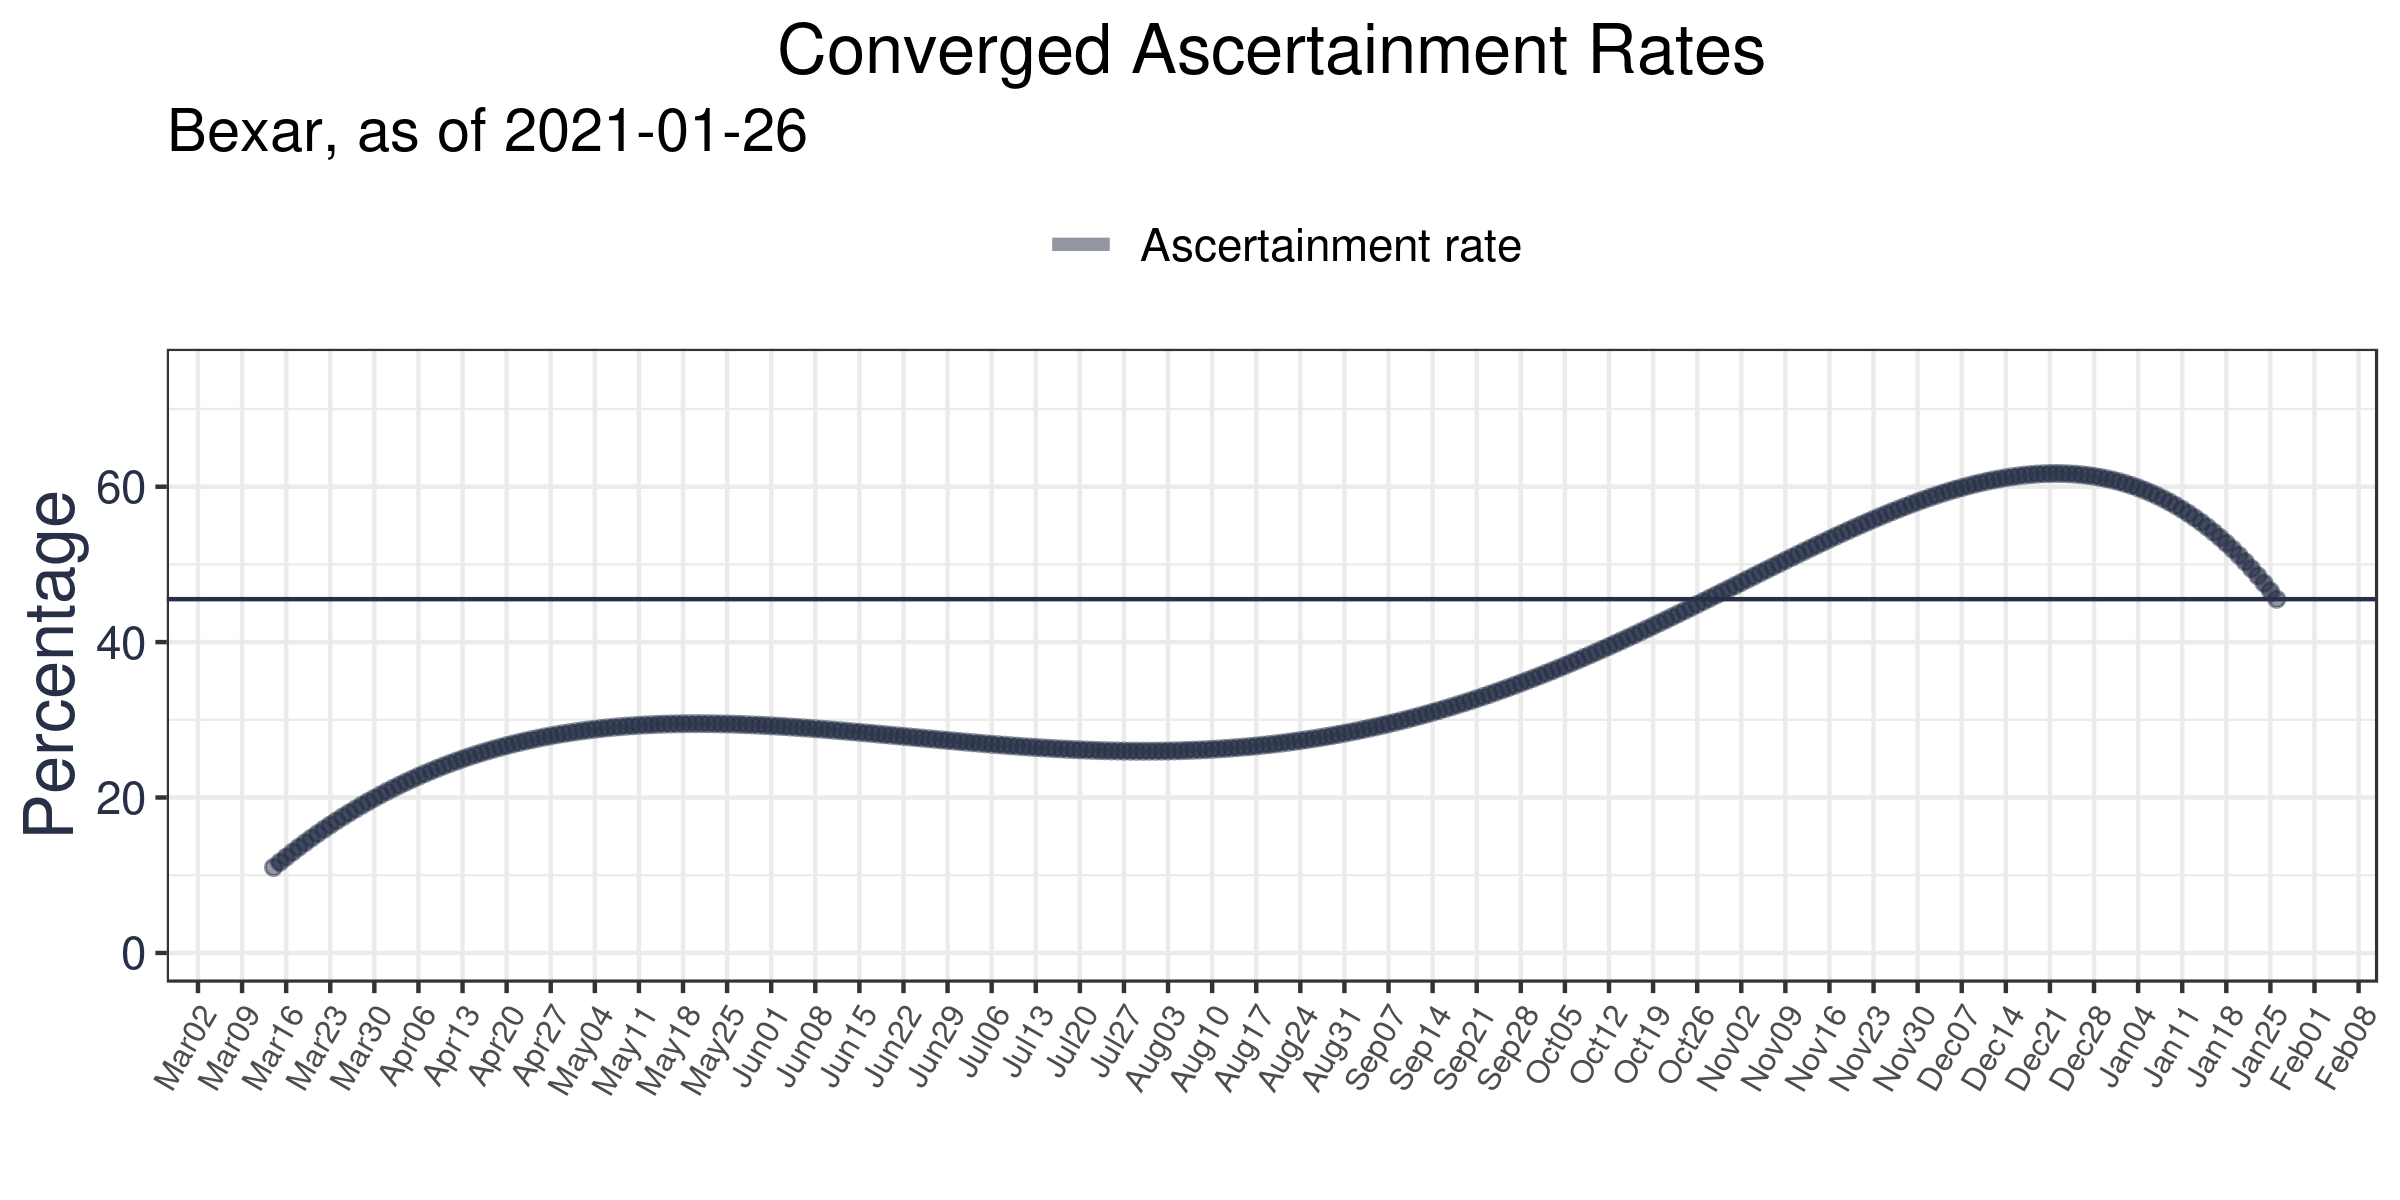 Converged Ascertainment Rates
Bexar, as of 2021-01-26
Ascertainment rate
Percentage
60
40
20
0
Mar02
Mar09
Mar16
Mar23
Mar30
Apr06
Apr13
Apr20
Apr27
May04
May11
May18
May25
Jun01
Jun08
Jun15
Jun22
Jun29
Jul06
Jul13
Jul20
Jul27
Aug03
Aug10
Aug17
Aug24
Aug31
Sep07
Sep14
Sep21
Sep28
Oct05
Oct12
Oct19
Oct26
Nov02
Nov09
Nov16
Nov23
Nov30
Dec07
Dec14
Dec21
Dec28
Jan04
Jan11
Jan18
Jan25
Feb01
Feb08